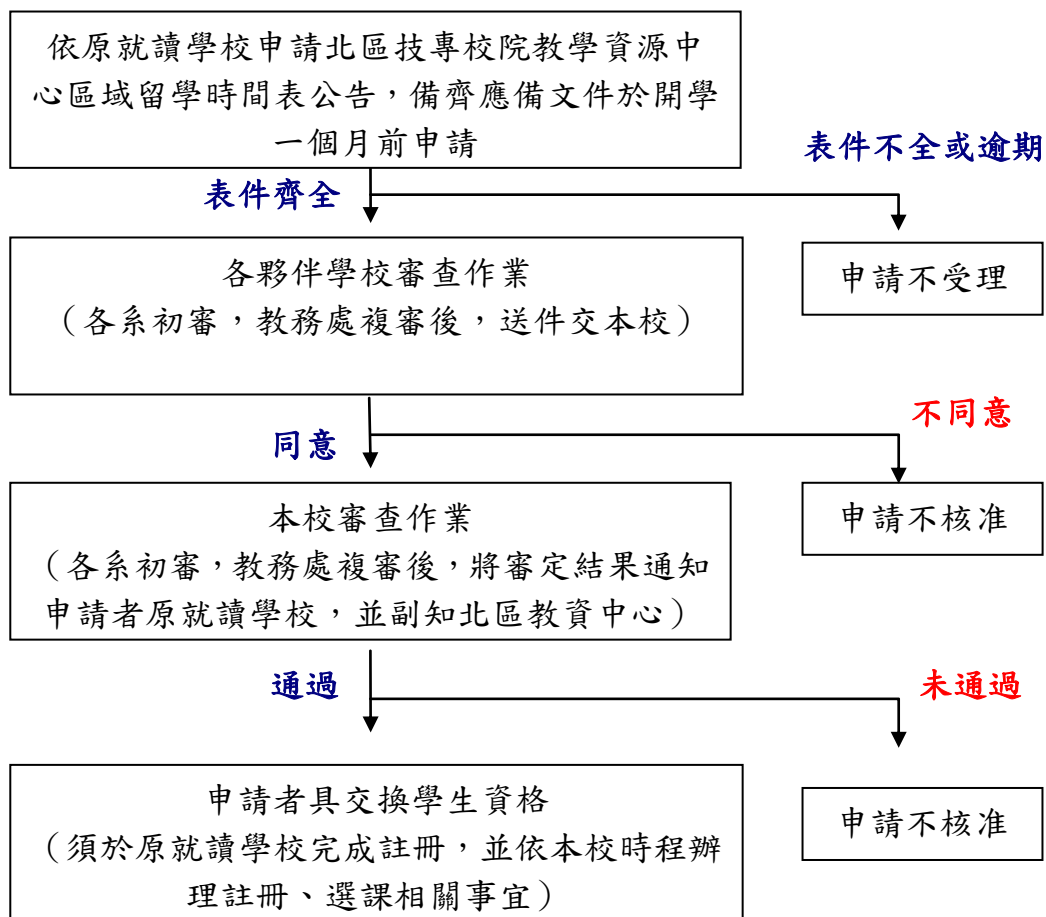 依原就讀學校申請北區技專校院教學資源中
心區域留學時間表公告，備齊應備文件於開學
一個月前申請
表件不全或逾期
表件齊全
各夥伴學校審查作業
（各系初審，教務處複審後，送件交本校）
申請不受理
不同意
同意
本校審查作業
（各系初審，教務處複審後，將審定結果通知
申請者原就讀學校，並副知北區教資中心）
申請不核准
通過
未通過
申請者具交換學生資格
（須於原就讀學校完成註冊，並依本校時程辦
理註冊、選課相關事宜）
申請不核准